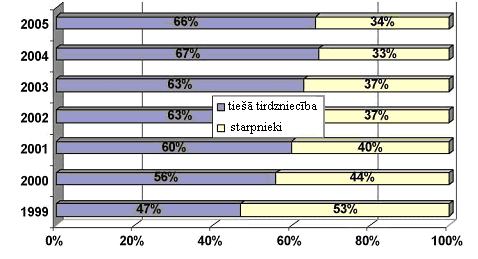 2005 66% 34%
2004 67% 33%
2003 63% 37%
tiešā tirdzniecība
2002 63% 37%
starpnieki
2001 60% 40%
2000 56% 44%
1999 47% 53%
0% 20% 40% 60% 80% 100%